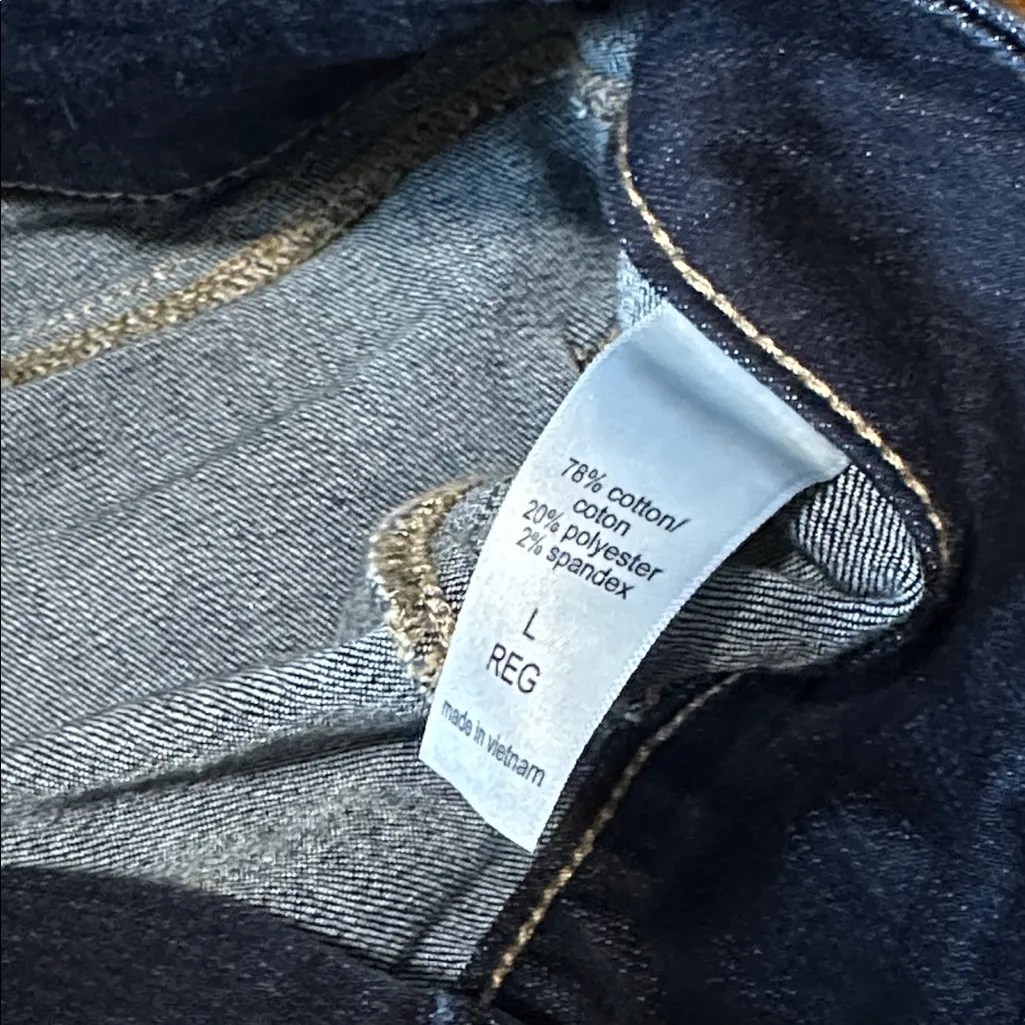 78% cotton/
coton
20% polyester
2% spandex
L
REG
made in vietnam